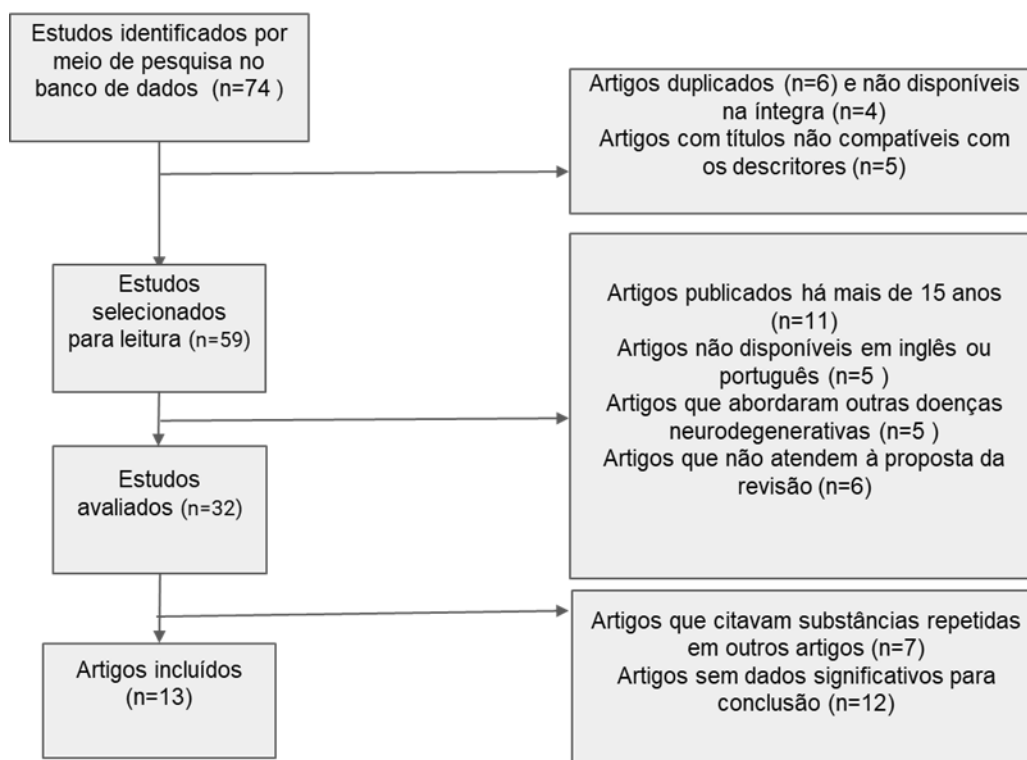 Estudos identificados por
meio de pesquisa no
banco de dados (n=74 )
Artigos duplicados (n=6) e não disponíveis
na íntegra (n=4)
Artigos com títulos não compatíveis com
os descritores (n=5)
Estudos
selecionados
para leitura (n=59)
Artigos publicados há mais de 15 anos
(n=11)
Artigos não disponíveis em inglês ou
português (n=5 )
Artigos que abordaram outras doenças
neurodegenerativas (n=5 )
Artigos que não atendem à proposta da
revisão (n=6)
Estudos
avaliados (n=32)
Artigos que citavam substâncias repetidas
em outros artigos (n=7)
Artigos sem dados significativos para
conclusão (n=12)
Artigos incluídos
(n=13)